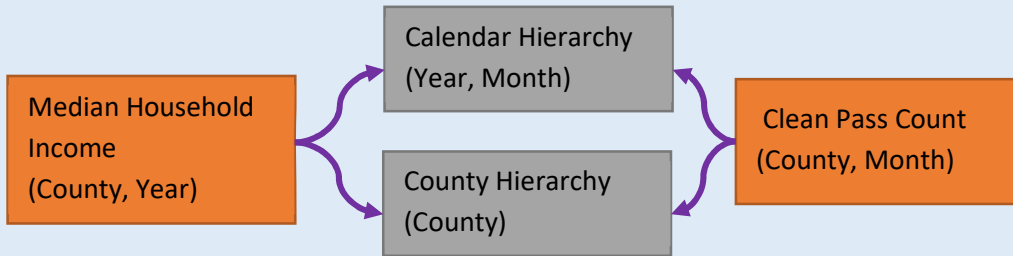 Median Household
Income
(County, Year)
Calendar Hierarchy
(Year, Month)
County Hierarchy
(County)
Clean Pass Count
(County, Month)